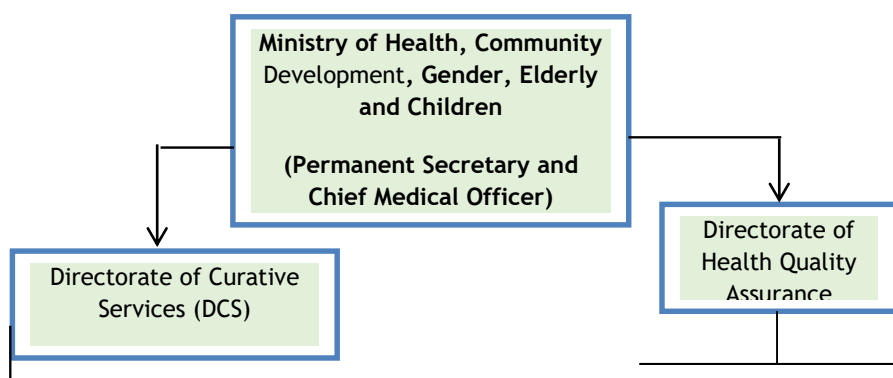 Ministry of Health, Community
Development, Gender, Elderly
and Children
(Permanent Secretary and
Chief Medical Officer)
Directorate of Curative
Services (DCS)
Directorate of
Health Quality
Assurance